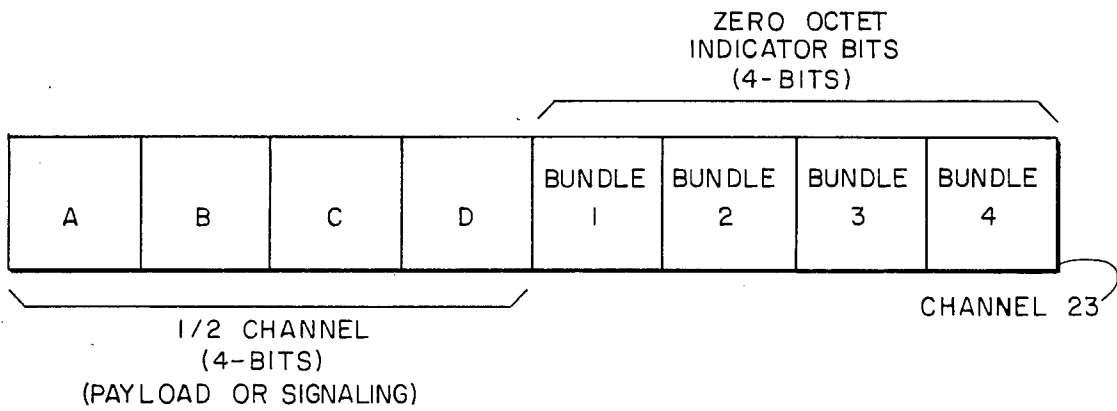 ZERO OCTET
INDICATOR BITS
(4-BITS)
A B C D BUNDLE 1 BUNDLE 2 BUNDLE 3 BUNDLE 4
CHANNEL 23
1/2 CHANNEL
(4-BITS)
(PAYLOAD OR SIGNALING)